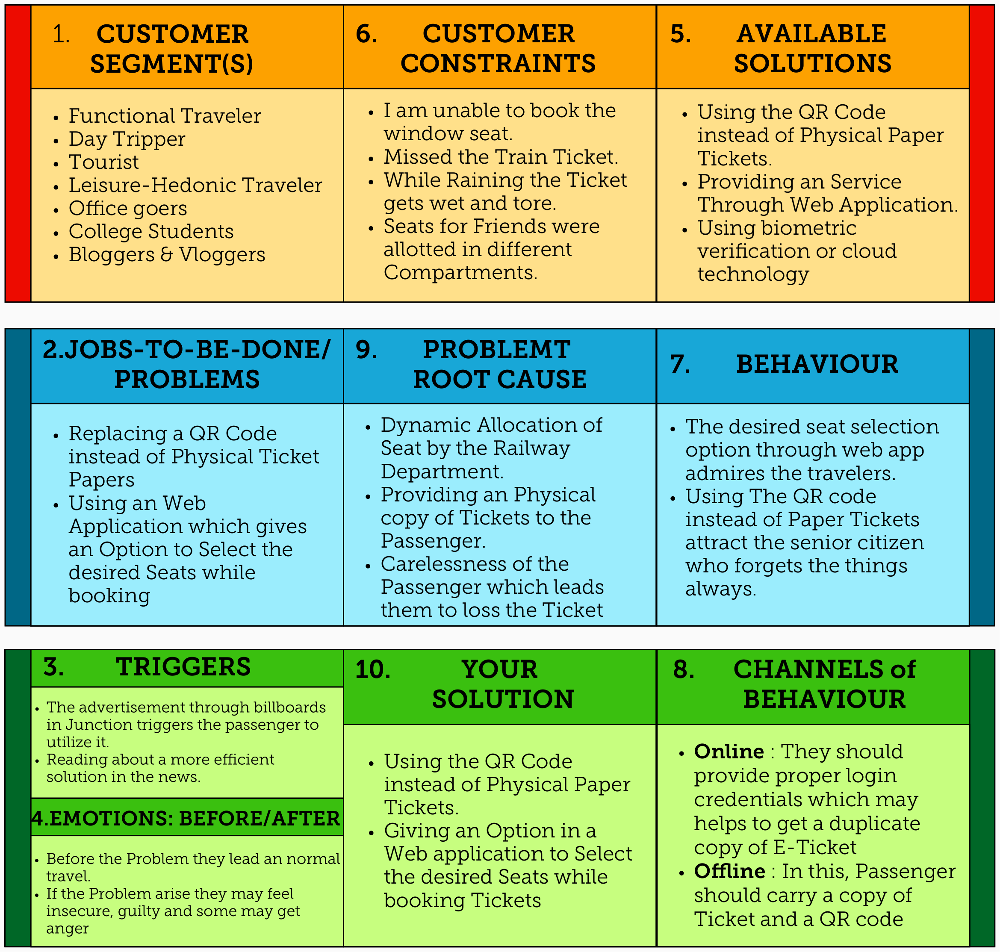 1. CUSTOMER
SEGMENT(S)
• Functional Traveler
• Day Tripper
• Tourist
• Leisure-Hedonic Traveler
• Office goers
• College Students
• Bloggers & Vloggers
6. CUSTOMER
CONSTRAINTS
• I am unable to book the
window seat.
• Missed the Train Ticket.
• While Raining the Ticket
gets wet and tore.
• Seats for Friends were
allotted in different
Compartments.
5. AVAILABLE
SOLUTIONS
• Using the QR Code
instead of Physical Paper
Tickets.
• Providing an Service
Through Web Application.
• Using biometric
verification or cloud
technology
2.JOBS-TO-BE-DONE/
PROBLEMS
• Replacing a QR Code
instead of Physical Ticket
Papers
• Using an Web
Application which gives
an Option to Select the
desired Seats while
booking
9. PROBLEMT
ROOT CAUSE
• Dynamic Allocation of
Seat by the Railway
Department.
• Providing an Physical
copy of Tickets to the
Passenger.
• Carelessness of the
Passenger which leads
them to loss the Ticket
7. BEHAVIOUR
• The desired seat selection
option through web app
admires the travelers.
• Using The QR code
instead of Paper Tickets
attract the senior citizen
who forgets the things
always.
3. TRIGGERS
• The advertisement through billboards
in Junction triggers the passenger to
utilize it.
• Reading about a more efficient
solution in the news.
4.EMOTIONS: BEFORE/AFTER
• Before the Problem they lead an normal
travel.
• If the Problem arise they may feel
insecure, guilty and some may get
anger
10. YOUR
SOLUTION
• Using the QR Code
instead of Physical Paper
Tickets.
• Giving an Option in a
Web application to Select
the desired Seats while
booking Tickets
8. CHANNELS of
BEHAVIOUR
• Online : They should
provide proper login
credentials which may
helps to get a duplicate
copy of E-Ticket
• Offline : In this, Passenger
should carry a copy of
Ticket and a QR code